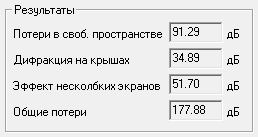 Результаты
Потери в своб. пространстве 91.29 дБ
Дифракция на крышах 34.89 дБ
Эффект несколбких экранов 51.70 дБ
Общие потери 177.88 дБ